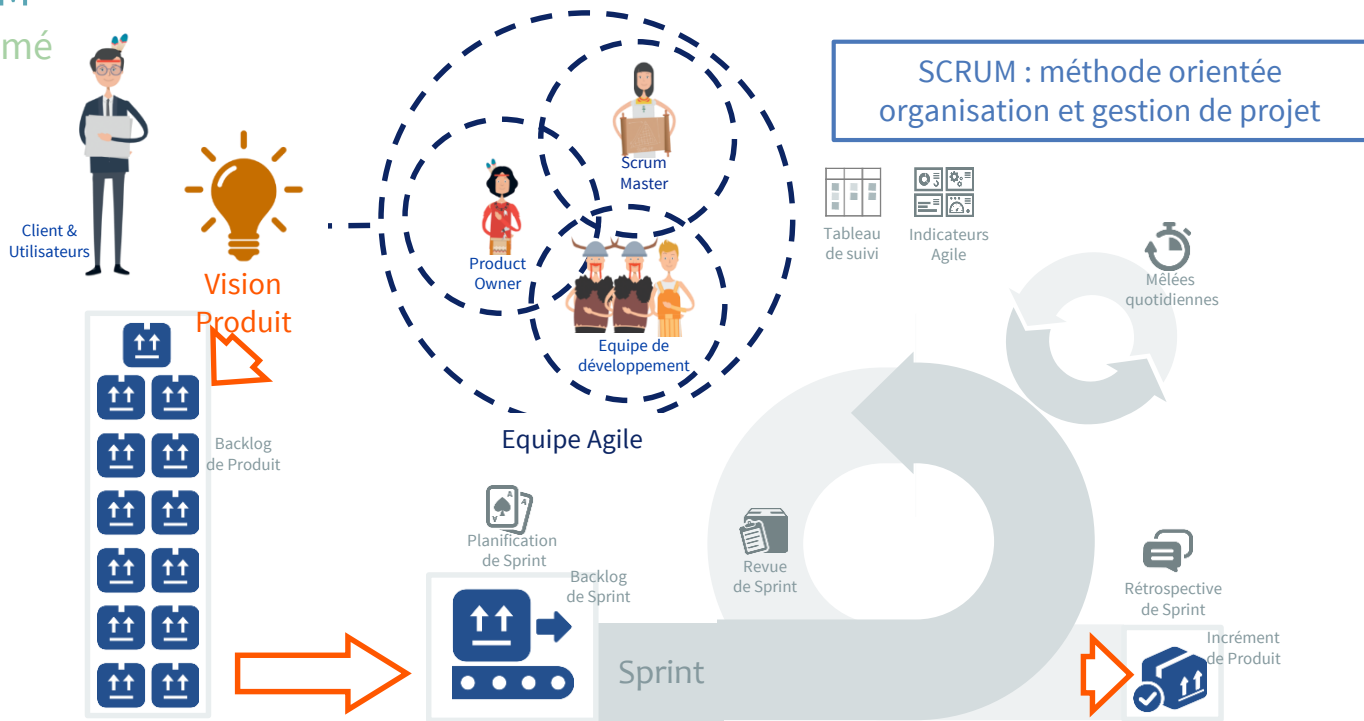 mé
SCRUM : méthode orientée
organisation et gestion de projet
Client &
Utilisateurs
Vision
Produit
Scrum
Master
Product
Owner
Equipe de
développement
Equipe Agile
Tableau
de suivi
Indicateurs
Agile
Mêlées
quotidiennes
Backlog
de Produit
Planification
de Sprint
Backlog
de Sprint
Revue
de Sprint
Rétrospective
de Sprint
Sprint
Incrément
de Produit